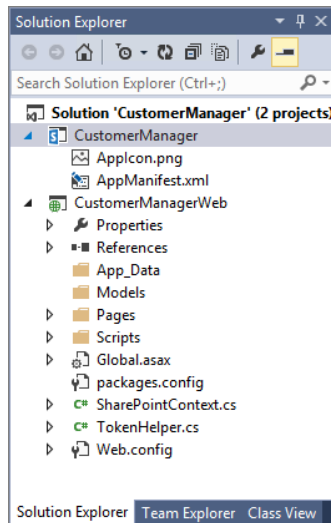 Solution Explorer
Search Solution Explorer (Ctrl+;)
Solution 'CustomerManager' (2 projects)
CustomerManager
AppIcon.png
AppManifest.xml
CustomerManagerWeb
Properties
References
App_Data
Models
Pages
Scripts
Global.asax
packages.config
C# SharePointContext.cs
C# TokenHelper.cs
Web.config
Solution Explorer Team Explorer Class View